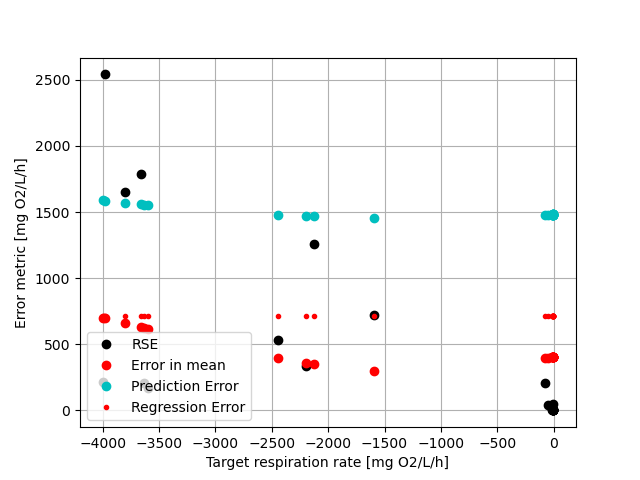 2500
2000
1500
1000
500
0
Error metric [mg O2/L/h]
RSE
Error in mean
Prediction Error
Regression Error
−4000 −3500 −3000 −2500 −2000 −1500 −1000 −500 0
Target respiration rate [mg O2/L/h]